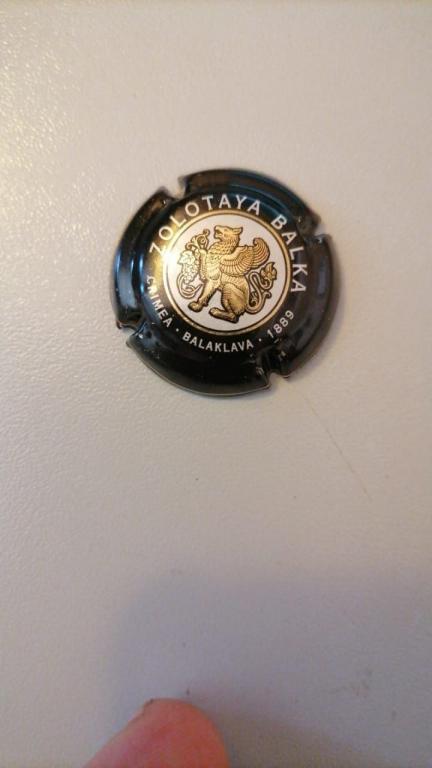 ZOLOTAYA BALKA
CRIMEA · BALAKLAVA · 1889